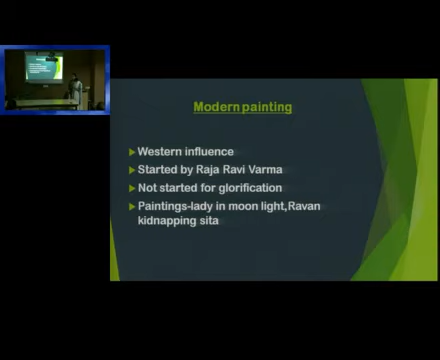 Modern painting
Western influence
Started by Raja Ravi Varma
Not started for glorification
Paintings-lady in moon light,Ravan
kidnapping sita